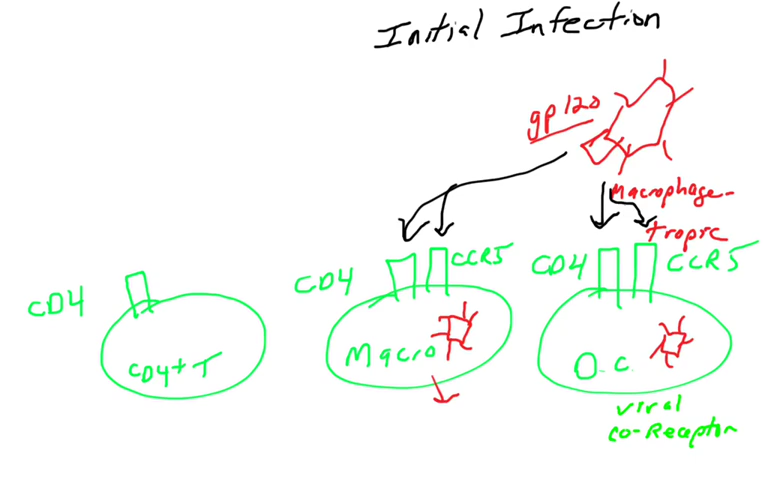 Initial Infection
gp120
Macrophage-
tropic
CD4
CD4 CCR5
CD4 CCR5
CD4+ T
Macro
D.C.
viral
co-Receptor